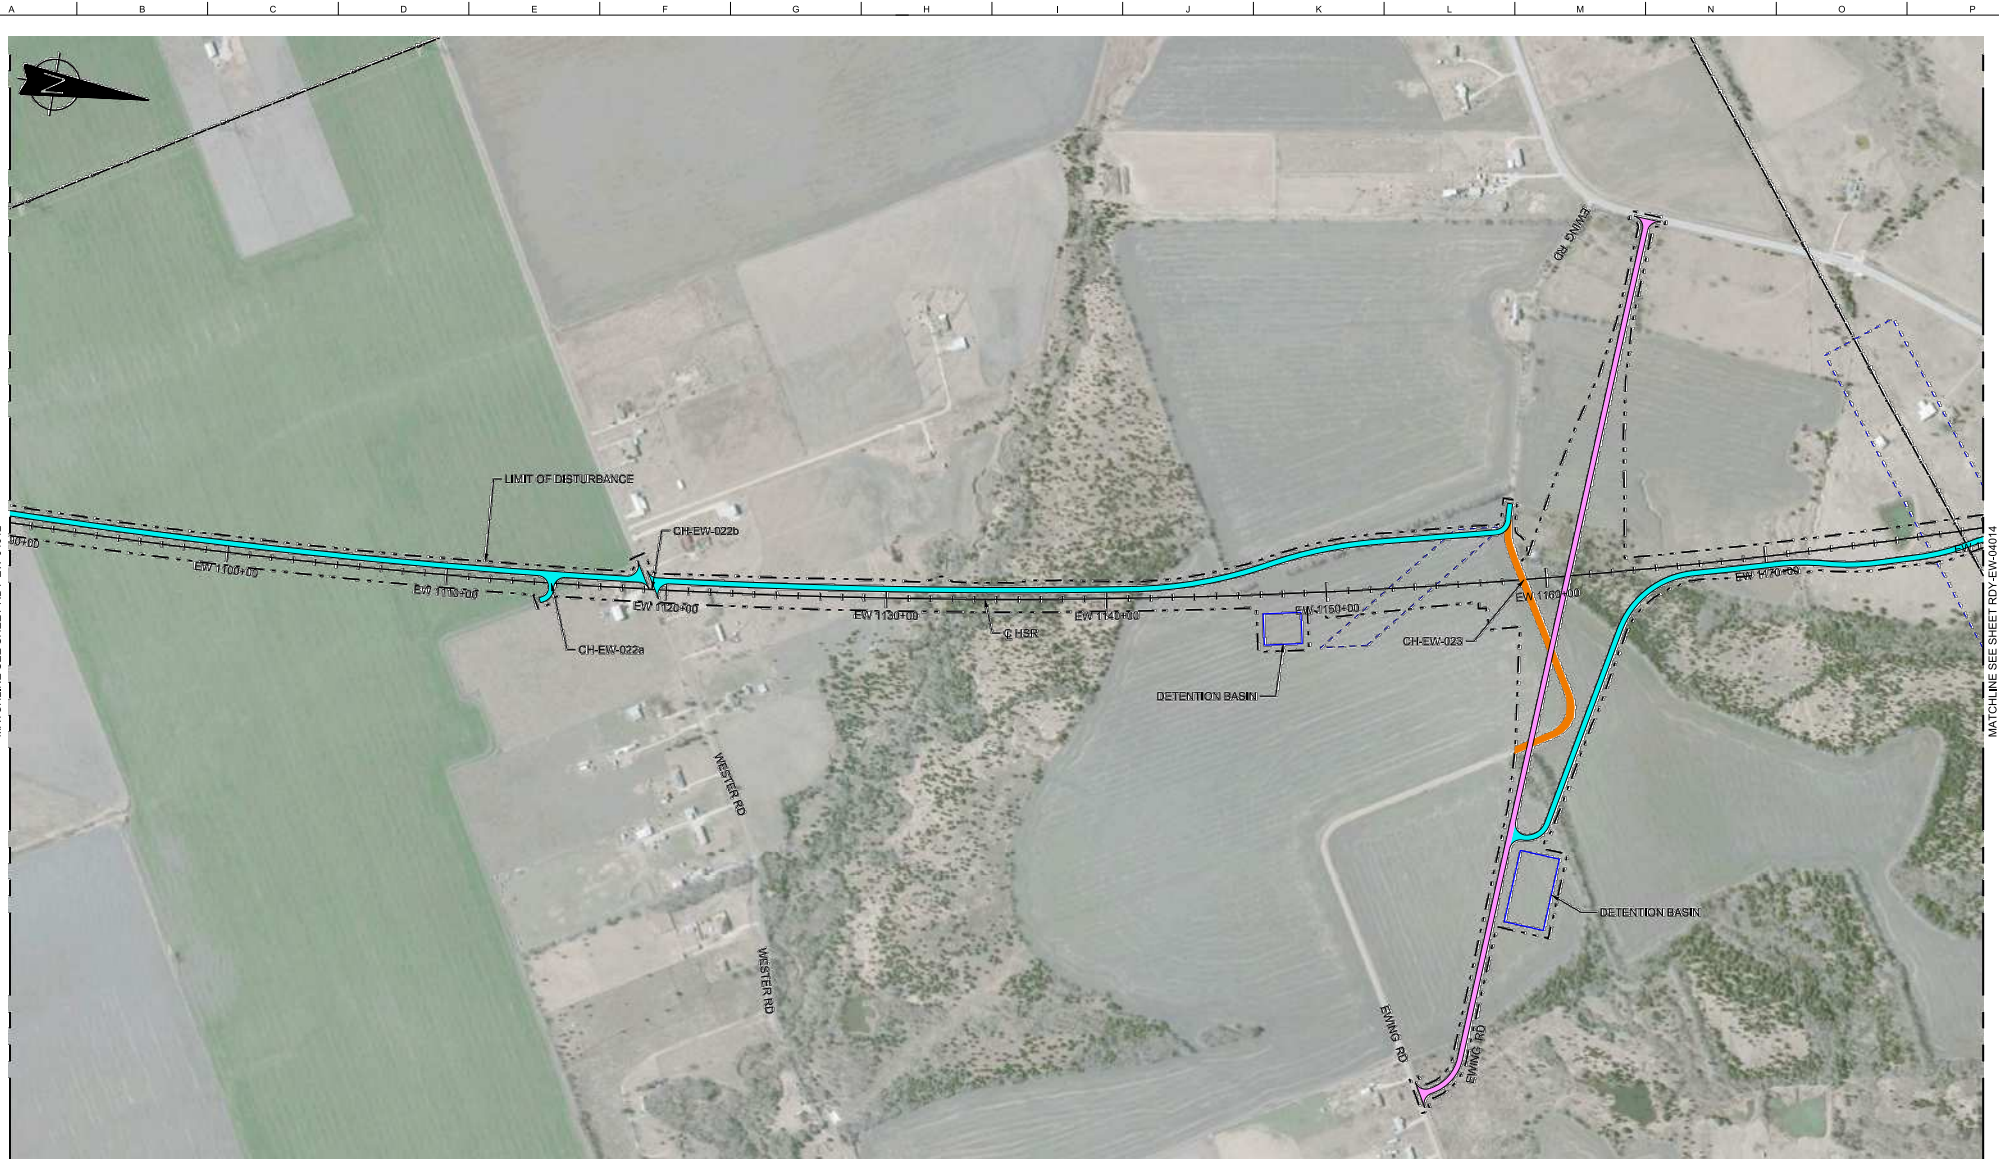 A B C D E F G H I J K L M N O P
N
EWING RD
LIMIT OF DISTURBANCE
CH-EW-022b
EW 1100+00
EW 1110+00
EW 1120+00
EW 1130+00
EW 1140+00
EW 1150+00
EW 1160+00
EW 1170+00
EW
℄ HSR
CH-EW-022a
CH-EW-023
DETENTION BASIN
WESTER RD
DETENTION BASIN
WESTER RD
EWING RD
EWING RD
MATCHLINE SEE SHEET RDY-EW-04014